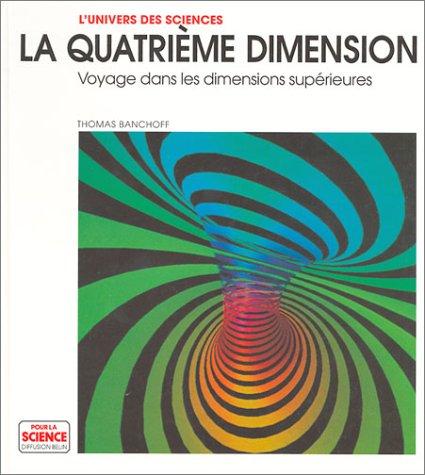 L'UNIVERS DES SCIENCES
LA QUATRIÈME DIMENSION
Voyage dans les dimensions supérieures
THOMAS BANCHOFF
POUR LA
SCIENCE
DIFFUSION BELIN